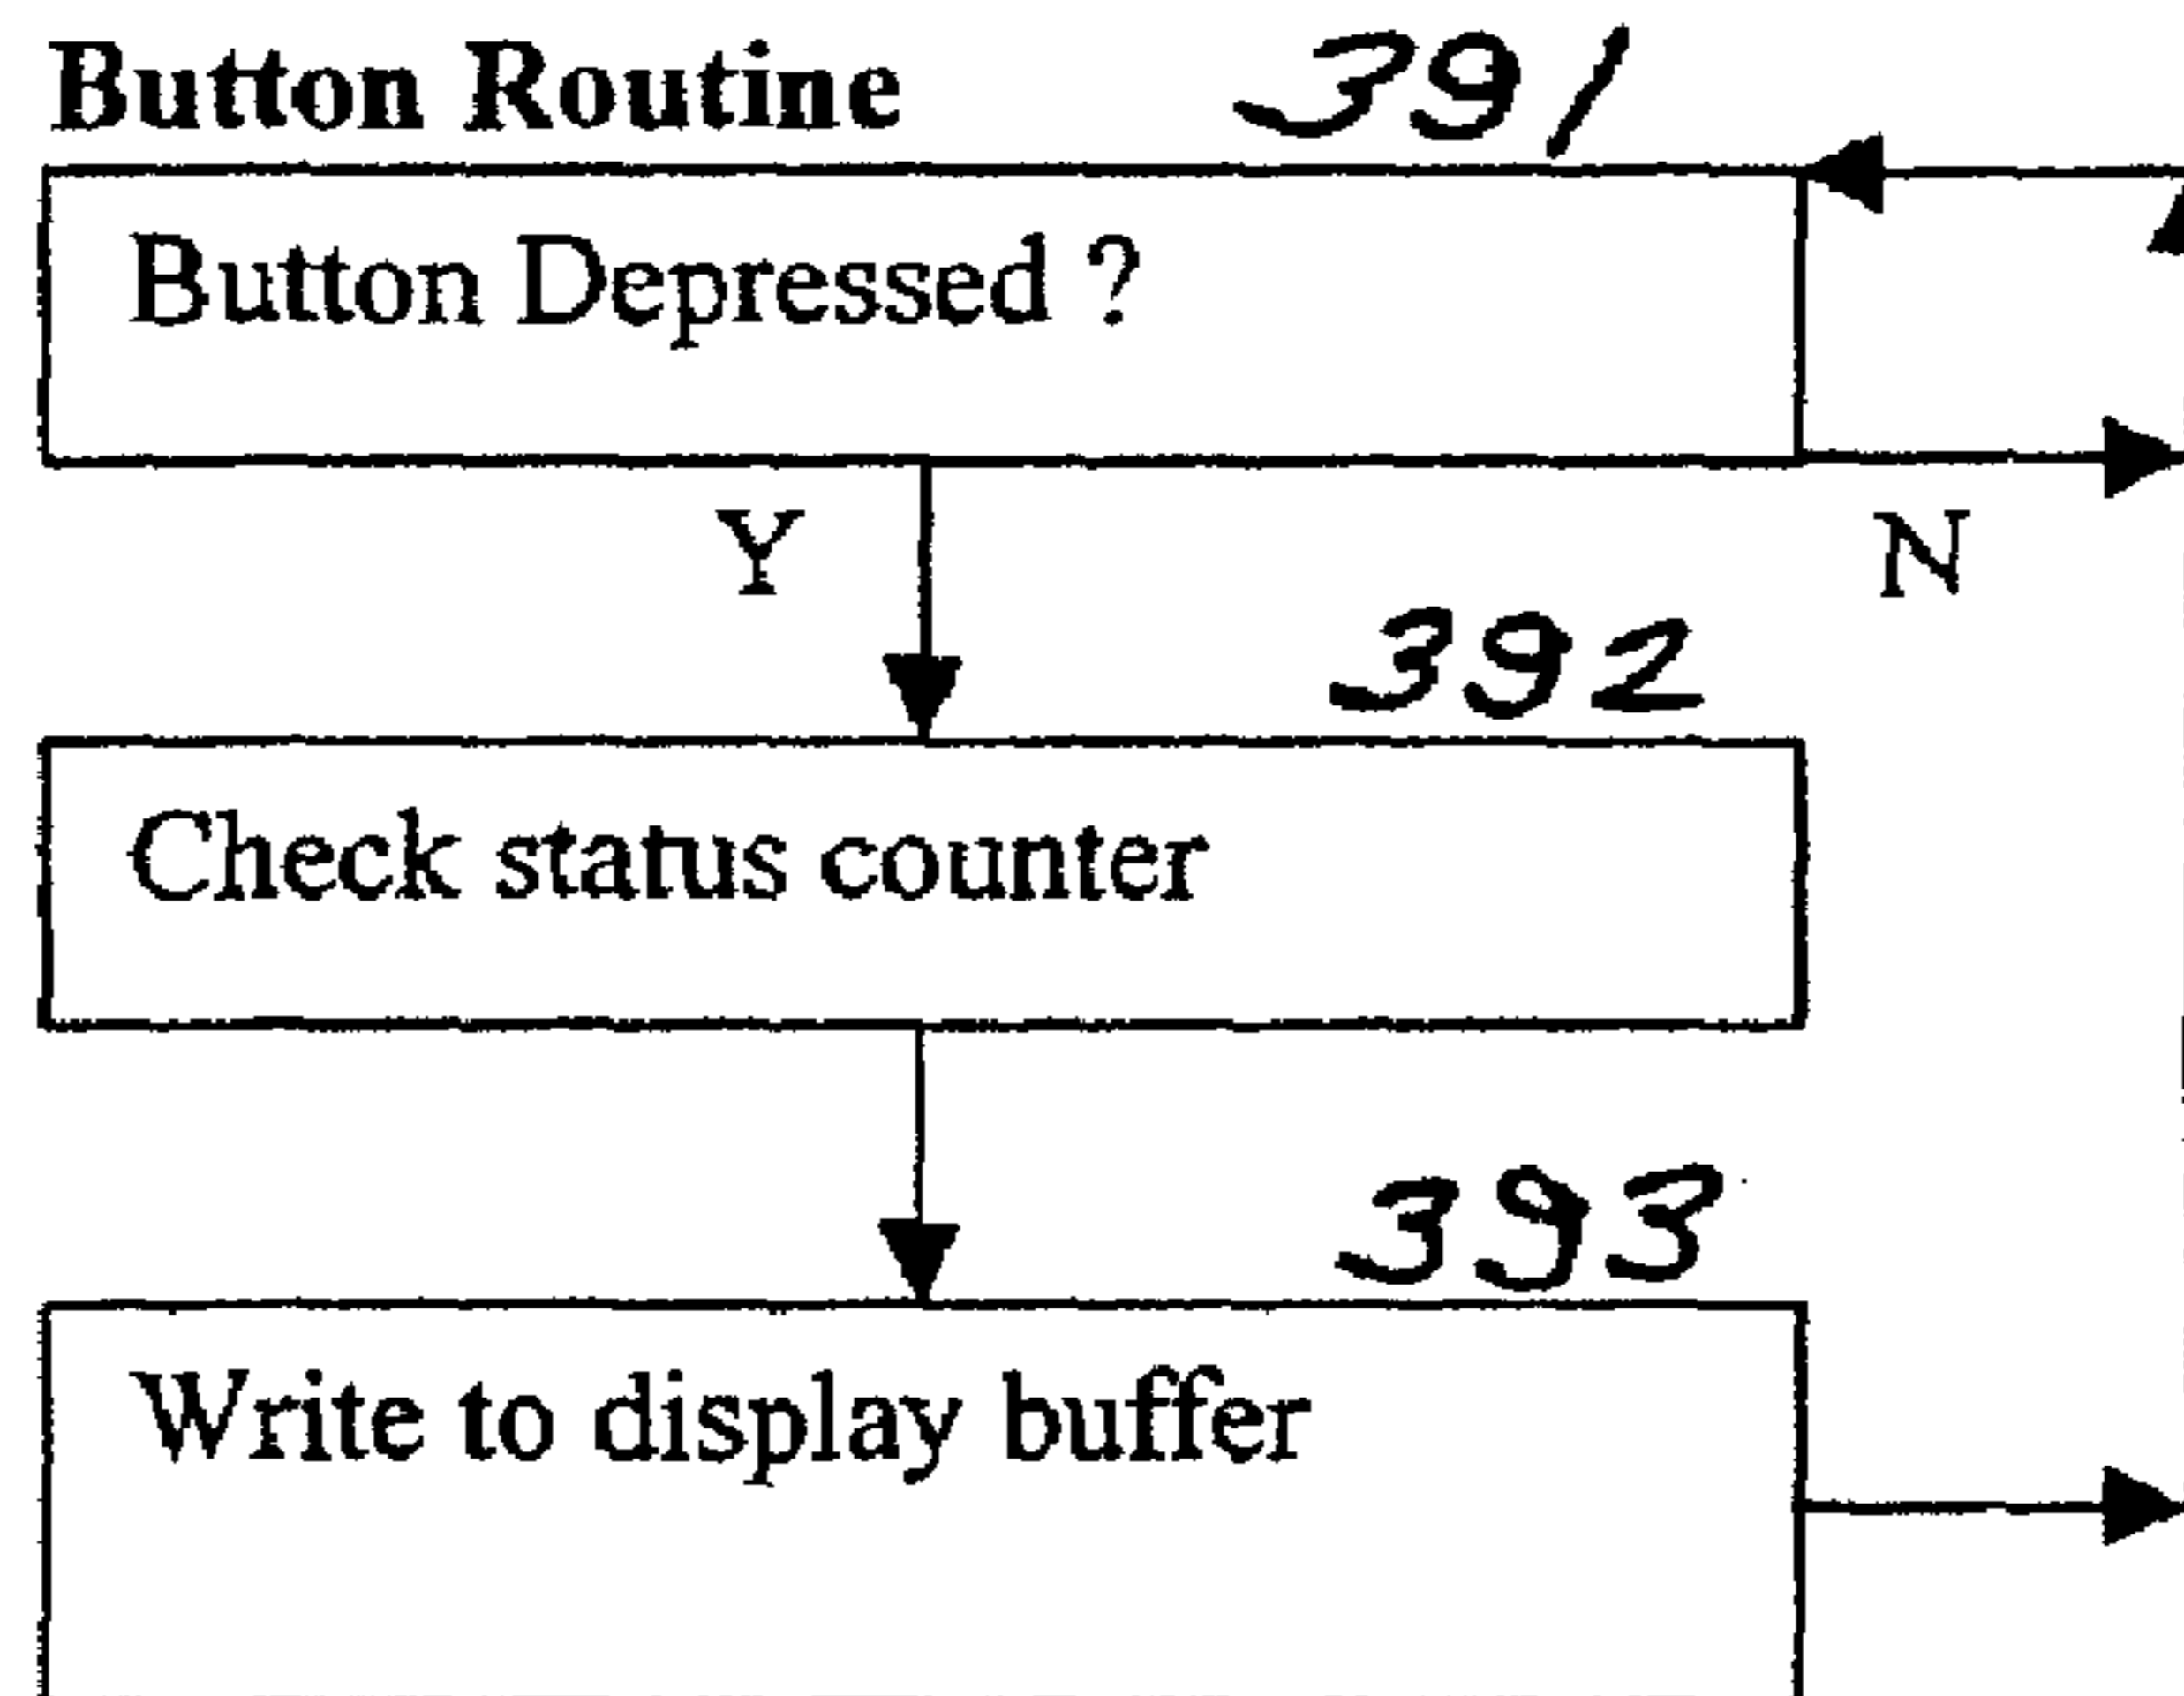 Button Routine 391
Button Depressed ?
Y N
392
Check status counter
393
Write to display buffer